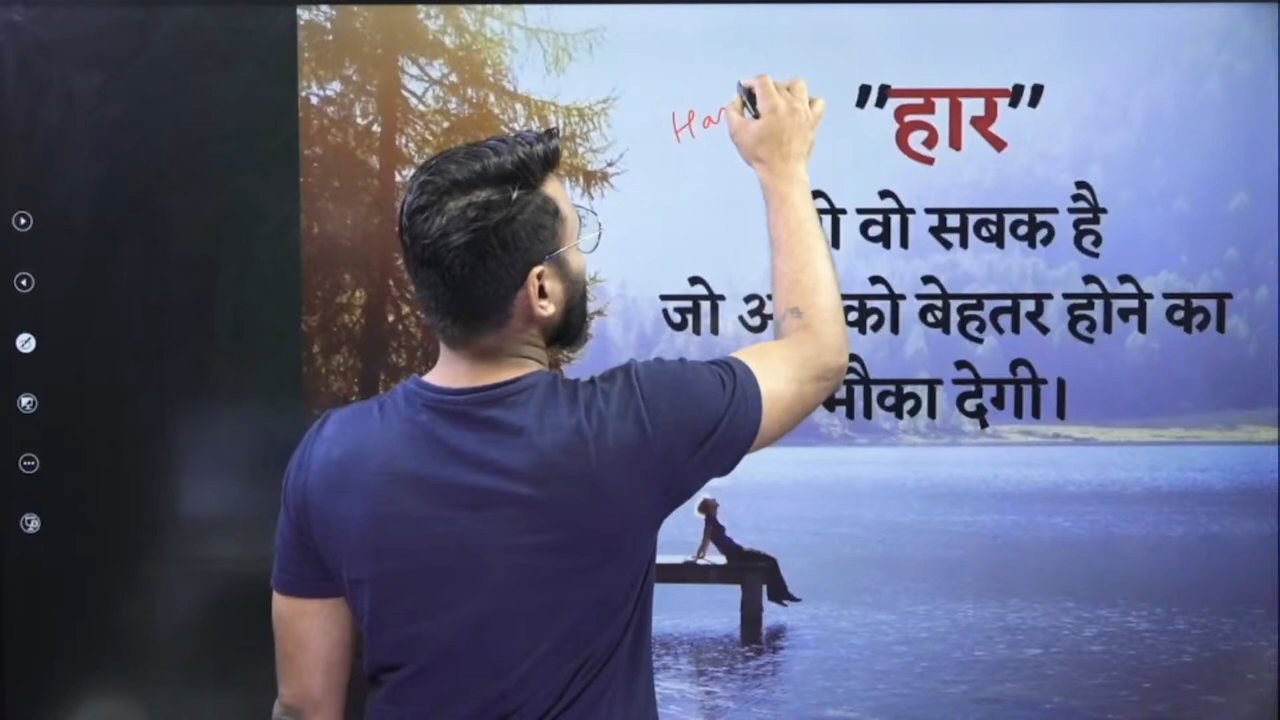 Har
"हार"
वो सबक है
जो को बेहतर होने का
मौका देगी।